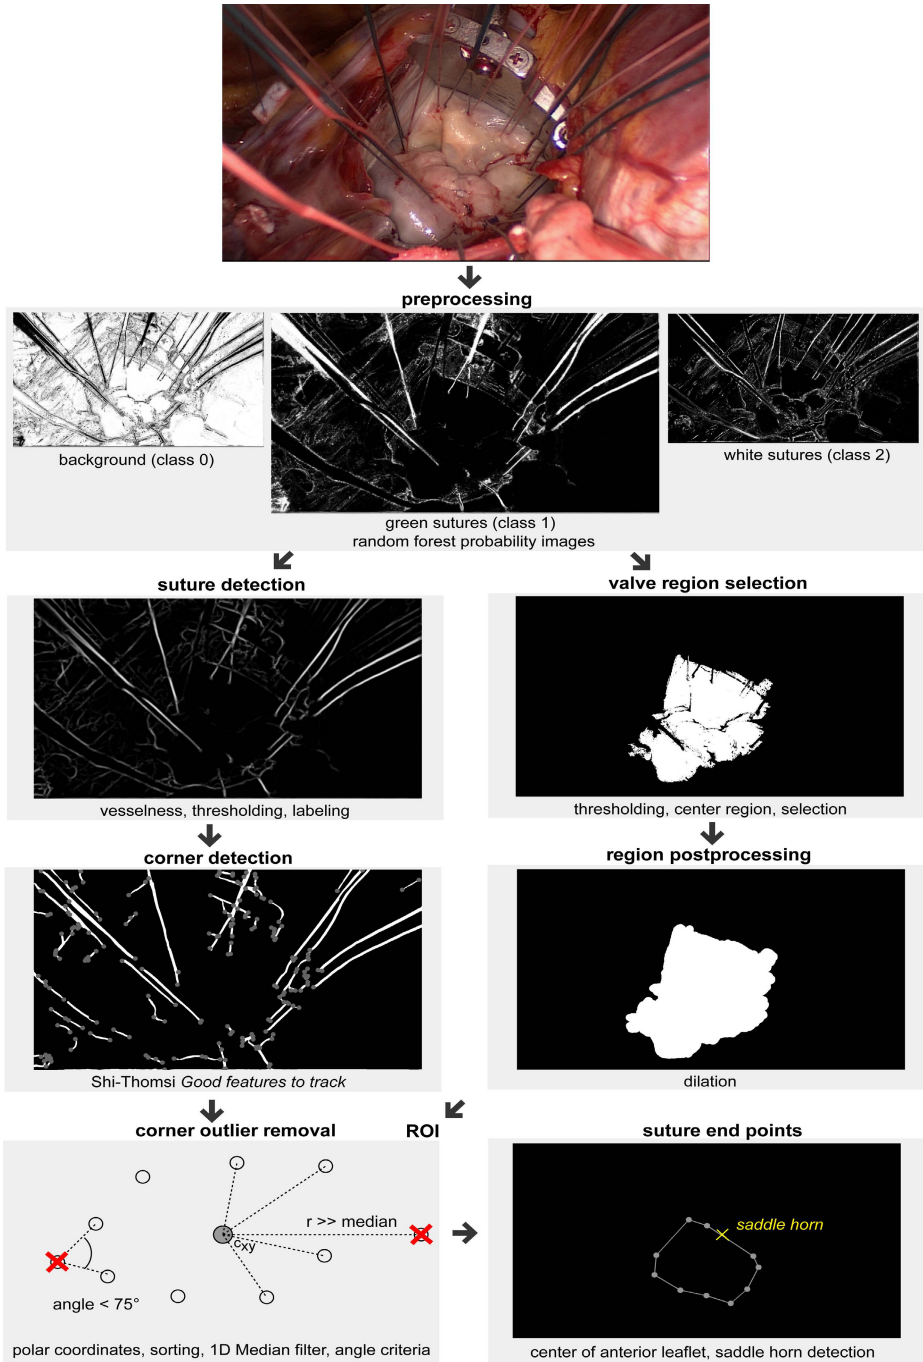 preprocessing
background (class 0)
green sutures (class 1)
random forest probability images
white sutures (class 2)
suture detection
valve region selection
vesselness, thresholding, labeling
thresholding, center region, selection
corner detection
region postprocessing
Shi-Thomsi Good features to track
dilation
corner outlier removal
ROI
suture end points
r >> median
cxy
angle < 75°
saddle horn
polar coordinates, sorting, 1D Median filter, angle criteria
center of anterior leaflet, saddle horn detection